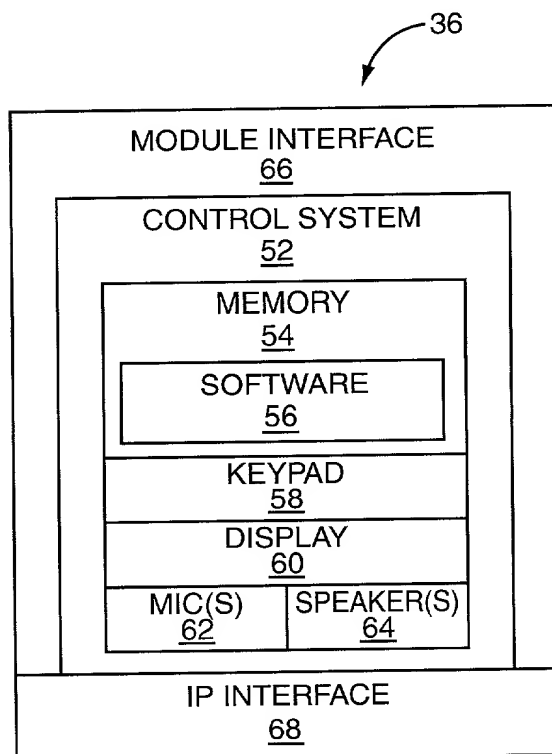 36
MODULE INTERFACE
66
CONTROL SYSTEM
52
MEMORY
54
SOFTWARE
56
KEYPAD
58
DISPLAY
60
MIC(S)
62
SPEAKER(S)
64
IP INTERFACE
68